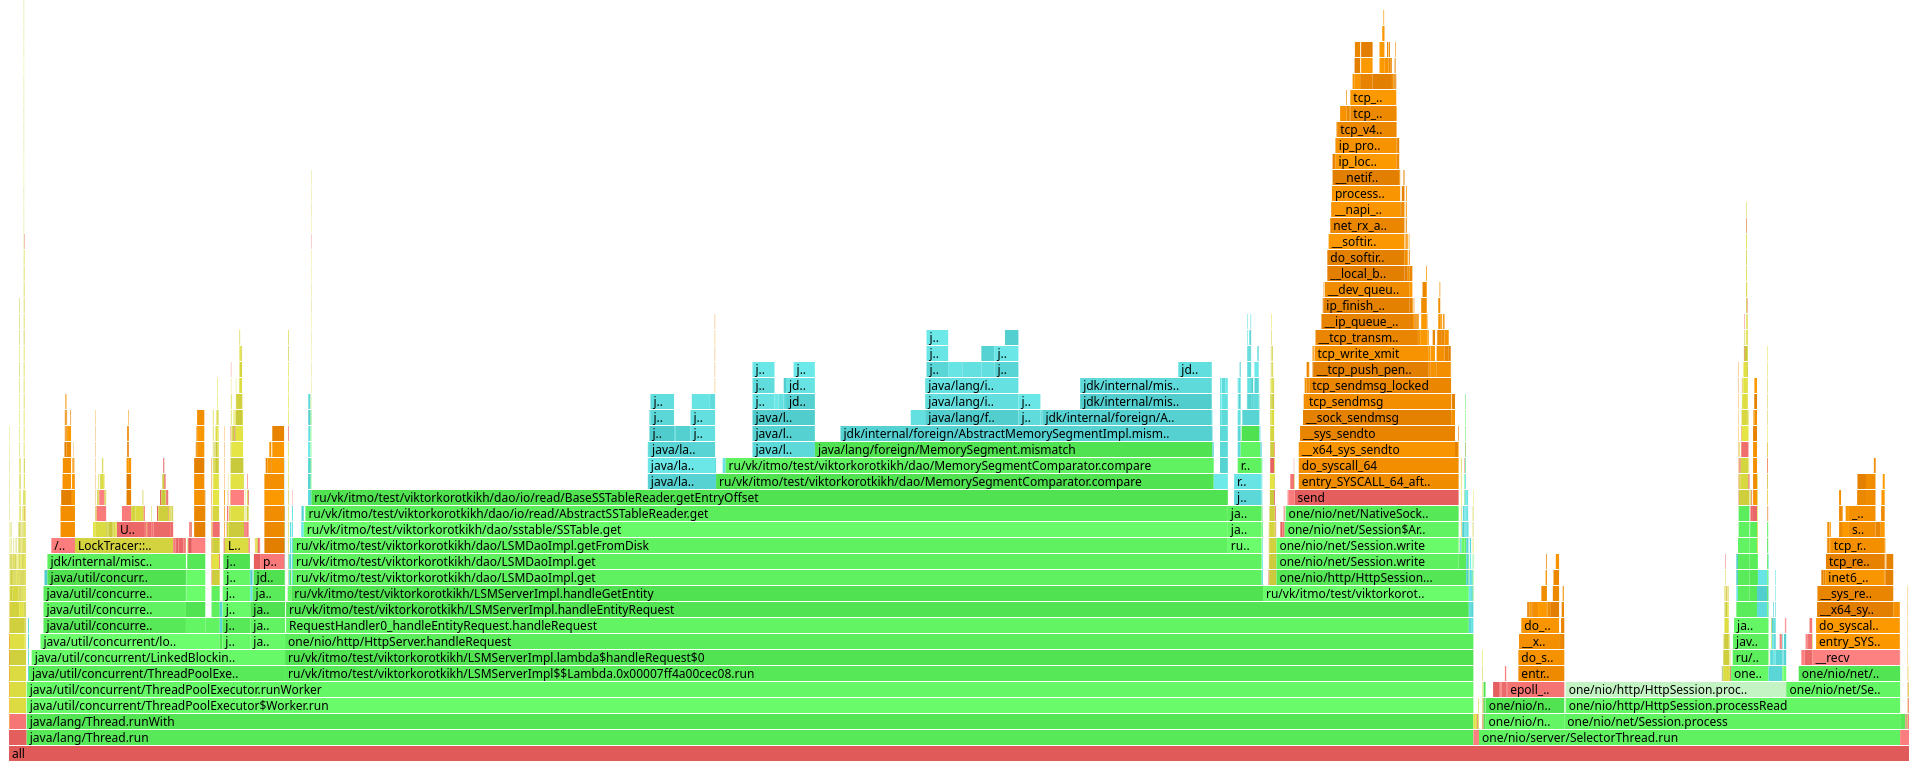 tcp_..
tcp_..
tcp_v4..
ip_pro..
ip_loc..
__netif..
process..
__napi_..
net_rx_a..
__softir..
do_softir..
__local_b..
__dev_queu..
ip_finish_..
__ip_queue_..
__tcp_transm..
j..
j.. j.. tcp_write_xmit
j.. j.. j.. j.. jd.. __tcp_push_pen..
j.. jd.. java/lang/i.. jdk/internal/mis.. tcp_sendmsg_locked
j.. j.. jd.. java/lang/i.. j.. jdk/internal/mis.. tcp_sendmsg
j.. j.. java/l.. java/lang/f.. j.. jdk/internal/foreign/A.. __sock_sendmsg
j.. j.. java/l.. jdk/internal/foreign/AbstractMemorySegmentImpl.mism.. __sys_sendto
java/la.. java/l.. java/lang/foreign/MemorySegment.mismatch __x64_sys_sendto
java/la.. ru/vk/itmo/test/viktorkorotkikh/dao/MemorySegmentComparator.compare r.. do_syscall_64
java/la.. ru/vk/itmo/test/viktorkorotkikh/dao/MemorySegmentComparator.compare r.. entry_SYSCALL_64_aft..
ru/vk/itmo/test/viktorkorotkikh/dao/io/read/BaseSSTableReader.getEntryOffset j.. send
ru/vk/itmo/test/viktorkorotkikh/dao/io/read/AbstractSSTableReader.get ja.. one/nio/net/NativeSock.. _..
U.. ru/vk/itmo/test/viktorkorotkikh/dao/sstable/SSTable.get ja.. one/nio/net/Session$Ar.. s..
/.. LockTracer::.. L.. ru/vk/itmo/test/viktorkorotkikh/dao/LSMDaoImpl.getFromDisk ru.. one/nio/net/Session.write tcp_r..
jdk/internal/misc.. j.. p.. ru/vk/itmo/test/viktorkorotkikh/dao/LSMDaoImpl.get one/nio/net/Session.write tcp_re..
java/util/concurr.. j.. jd.. ru/vk/itmo/test/viktorkorotkikh/dao/LSMDaoImpl.get one/nio/http/HttpSession... inet6_..
java/util/concurre.. j.. ja.. ru/vk/itmo/test/viktorkorotkikh/LSMServerImpl.handleGetEntity ru/vk/itmo/test/viktorkorot.. __sys_re..
java/util/concurre.. j.. ja.. ru/vk/itmo/test/viktorkorotkikh/LSMServerImpl.handleEntityRequest __x64_sy..
java/util/concurre.. j.. ja.. RequestHandler0_handleEntityRequest.handleRequest do_.. ja.. do_syscal..
java/util/concurrent/lo.. j.. ja.. one/nio/http/HttpServer.handleRequest __x.. jav.. entry_SYS..
java/util/concurrent/LinkedBlockin.. ru/vk/itmo/test/viktorkorotkikh/LSMServerImpl.lambda$handleRequest$0 do_s.. ru/.. __recv
java/util/concurrent/ThreadPoolExe.. ru/vk/itmo/test/viktorkorotkikh/LSMServerImpl$$Lambda.0x00007ff4a00cec08.run entr.. one.. one/nio/net/..
java/util/concurrent/ThreadPoolExecutor.runWorker epoll_.. one/nio/http/HttpSession.proc.. one/nio/net/Se..
java/util/concurrent/ThreadPoolExecutor$Worker.run one/nio/n.. one/nio/http/HttpSession.processRead
java/lang/Thread.runWith one/nio/n.. one/nio/net/Session.process
java/lang/Thread.run one/nio/server/SelectorThread.run
all